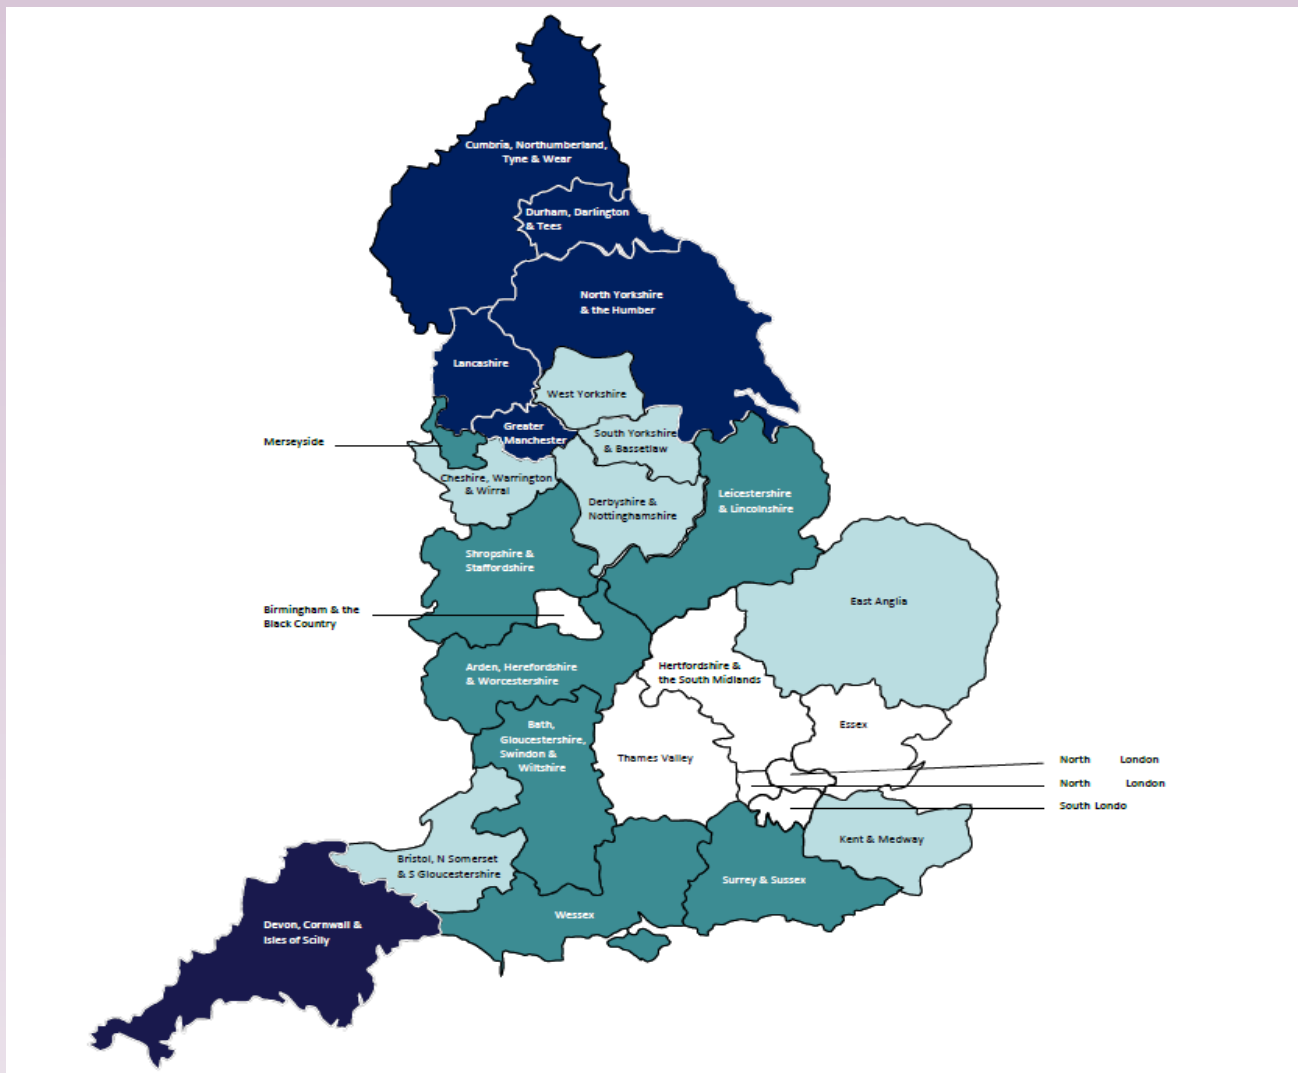 Cumbria, Northumberland,
Tyne & Wear
Durham, Darlington
& Tees
North Yorkshire
& the Humber
Lancashire
West Yorkshire
Greater
Manchester
South Yorkshire
& Bassetlaw
Merseyside
Cheshire, Warrington
& Wirral
Derbyshire &
Nottinghamshire
Leicestershire
& Lincolnshire
Shropshire &
Staffordshire
East Anglia
Birmingham & the
Black Country
Arden, Herefordshire
& Worcestershire
Hertfordshire &
the South Midlands
Bath,
Gloucestershire,
Swindon &
Wiltshire
Essex
Thames Valley
North London
North London
South Londo
Kent & Medway
Bristol, N Somerset
& S Gloucestershire
Surrey & Sussex
Wessex
Devon, Cornwall &
Isles of Scilly